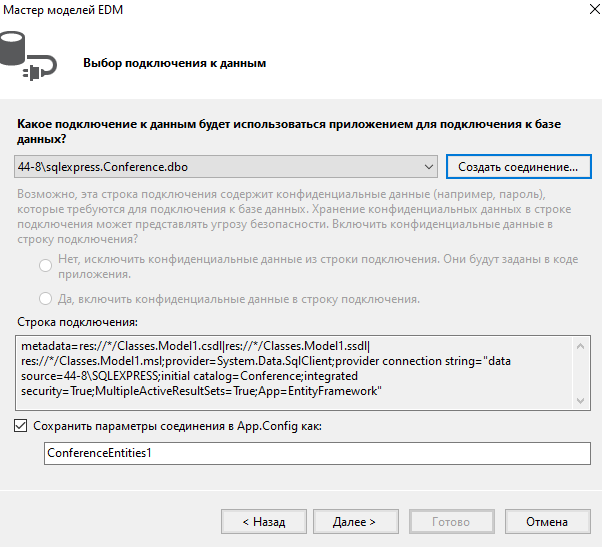 Мастер моделей EDM
Выбор подключения к данным
Какое подключение к данным будет использоваться приложением для подключения к базе
данных?
44-8\sqlexpress.Conference.dbo
Создать соединение...
Возможно, эта строка подключения содержит конфиденциальные данные (например, пароль),
которые требуются для подключения к базе данных. Хранение конфиденциальных данных в строке
подключения может представлять угрозу безопасности. Включить конфиденциальные данные в
строку подключения?
Нет, исключить конфиденциальные данные из строки подключения. Они будут заданы в коде
приложения.
Да, включить конфиденциальные данные в строку подключения.
Строка подключения:
metadata=res://*/Classes.Model1.csdl|res://*/Classes.Model1.ssdl|
res://*/Classes.Model1.msl;provider=System.Data.SqlClient;provider connection string="data
source=44-8\SQLEXPRESS;initial catalog=Conference;integrated
security=True;MultipleActiveResultSets=True;App=EntityFramework"
Сохранить параметры соединения в App.Config как:
ConferenceEntities1
< Назад
Далее >
Готово
Отмена